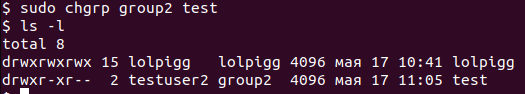 $ sudo chgrp group2 test
$ ls -l
total 8
drwxrwxrwx 15 lolpigg   lolpigg 4096 мая 17 10:41 lolpigg
drwxr-xr--  2 testuser2 group2  4096 мая 17 11:05 test
$